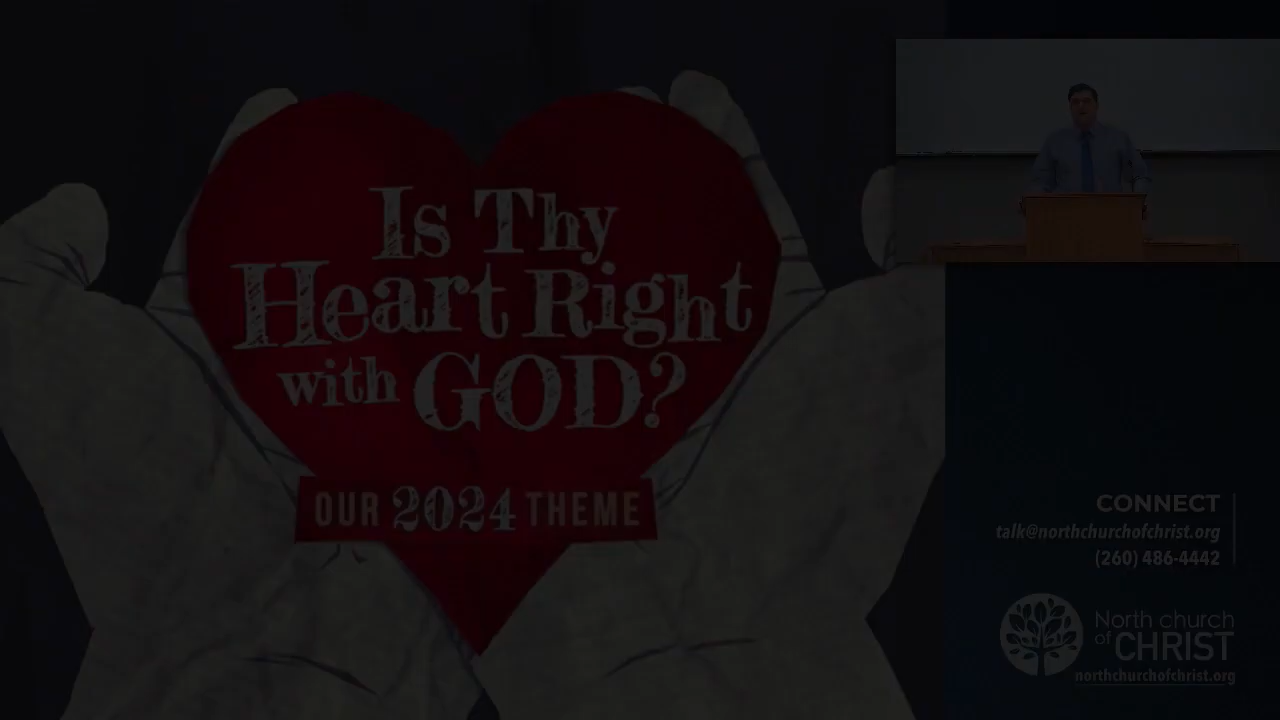 Is Thy
Heart Right
with GOD?
OUR 2024 THEME
CONNECT
talk@northchurchofchrist.org
(260) 486-4442
North church
of CHRIST
northchurchofchrist.org